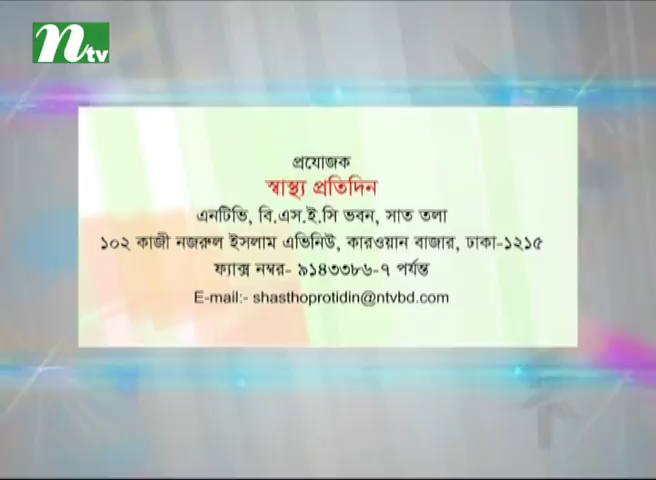 ntv
প্রযোজক
স্বাস্থ্য প্রতিদিন
এনটিভি, বি.এস.ই.সি ভবন, সাত তলা
১০২ কাজী নজরুল ইসলাম এভিনিউ, কারওয়ান বাজার, ঢাকা-১২১৫
ফ্যাক্স নম্বর- ৯১৪৩৩৮৬-৭ পর্যন্ত
E-mail:- shasthoprotidin@ntvbd.com